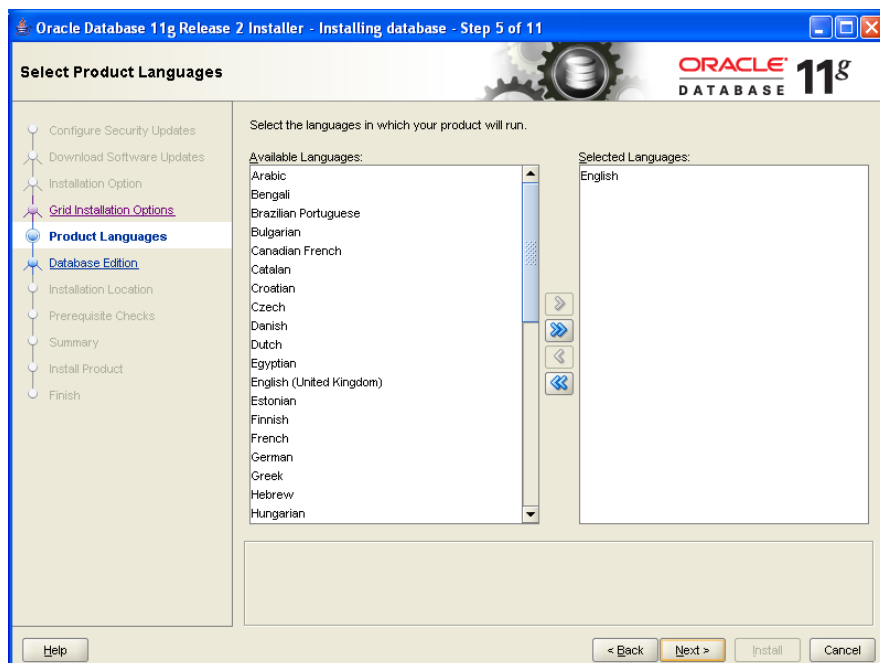 Oracle Database 11g Release 2 Installer - Installing database - Step 5 of 11
Select Product Languages
ORACLE
DATABASE 11g
Configure Security Updates
Download Software Updates
Installation Option
Grid Installation Options
Product Languages
Database Edition
Installation Location
Prerequisite Checks
Summary
Install Product
Finish
Select the languages in which your product will run.
Available Languages:
Arabic
Bengali
Brazilian Portuguese
Bulgarian
Canadian French
Catalan
Croatian
Czech
Danish
Dutch
Egyptian
English (United Kingdom)
Estonian
Finnish
French
German
Greek
Hebrew
Hungarian
Selected Languages:
English
Help
< Back
Next >
Install
Cancel